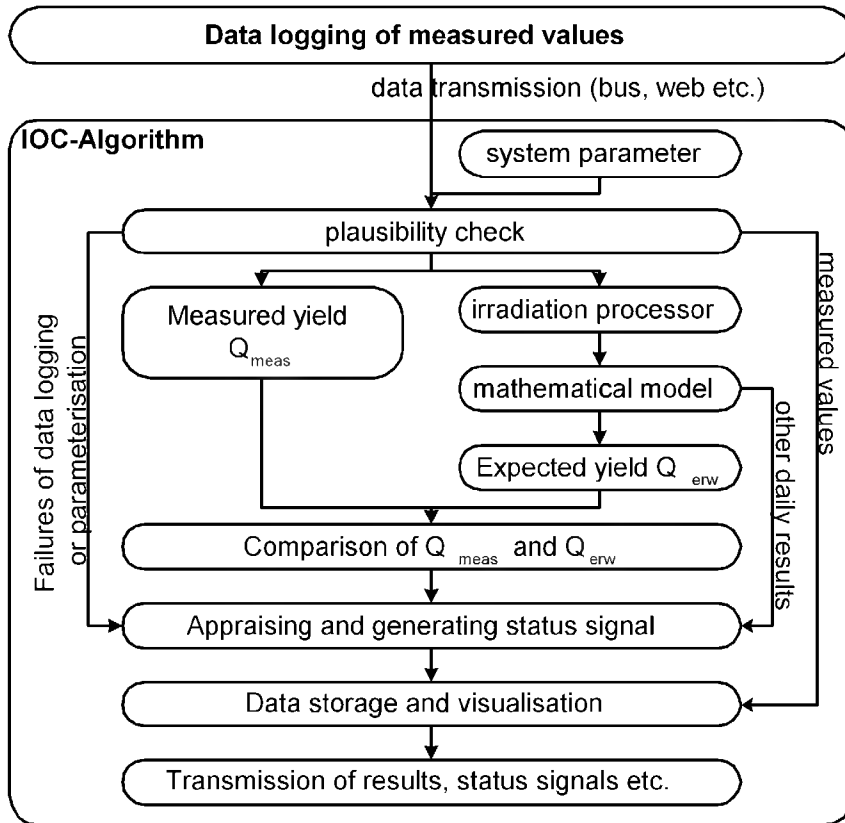 Data logging of measured values
data transmission (bus, web etc.)
IOC-Algorithm
system parameter
plausibility check
Measured yield
Q meas
irradiation processor
mathematical model
Expected yield Q erw
Comparison of Q meas and Q erw
Appraising and generating status signal
Data storage and visualisation
Transmission of results, status signals etc.
Failures of data logging
or parameterisation
other daily results
measured values